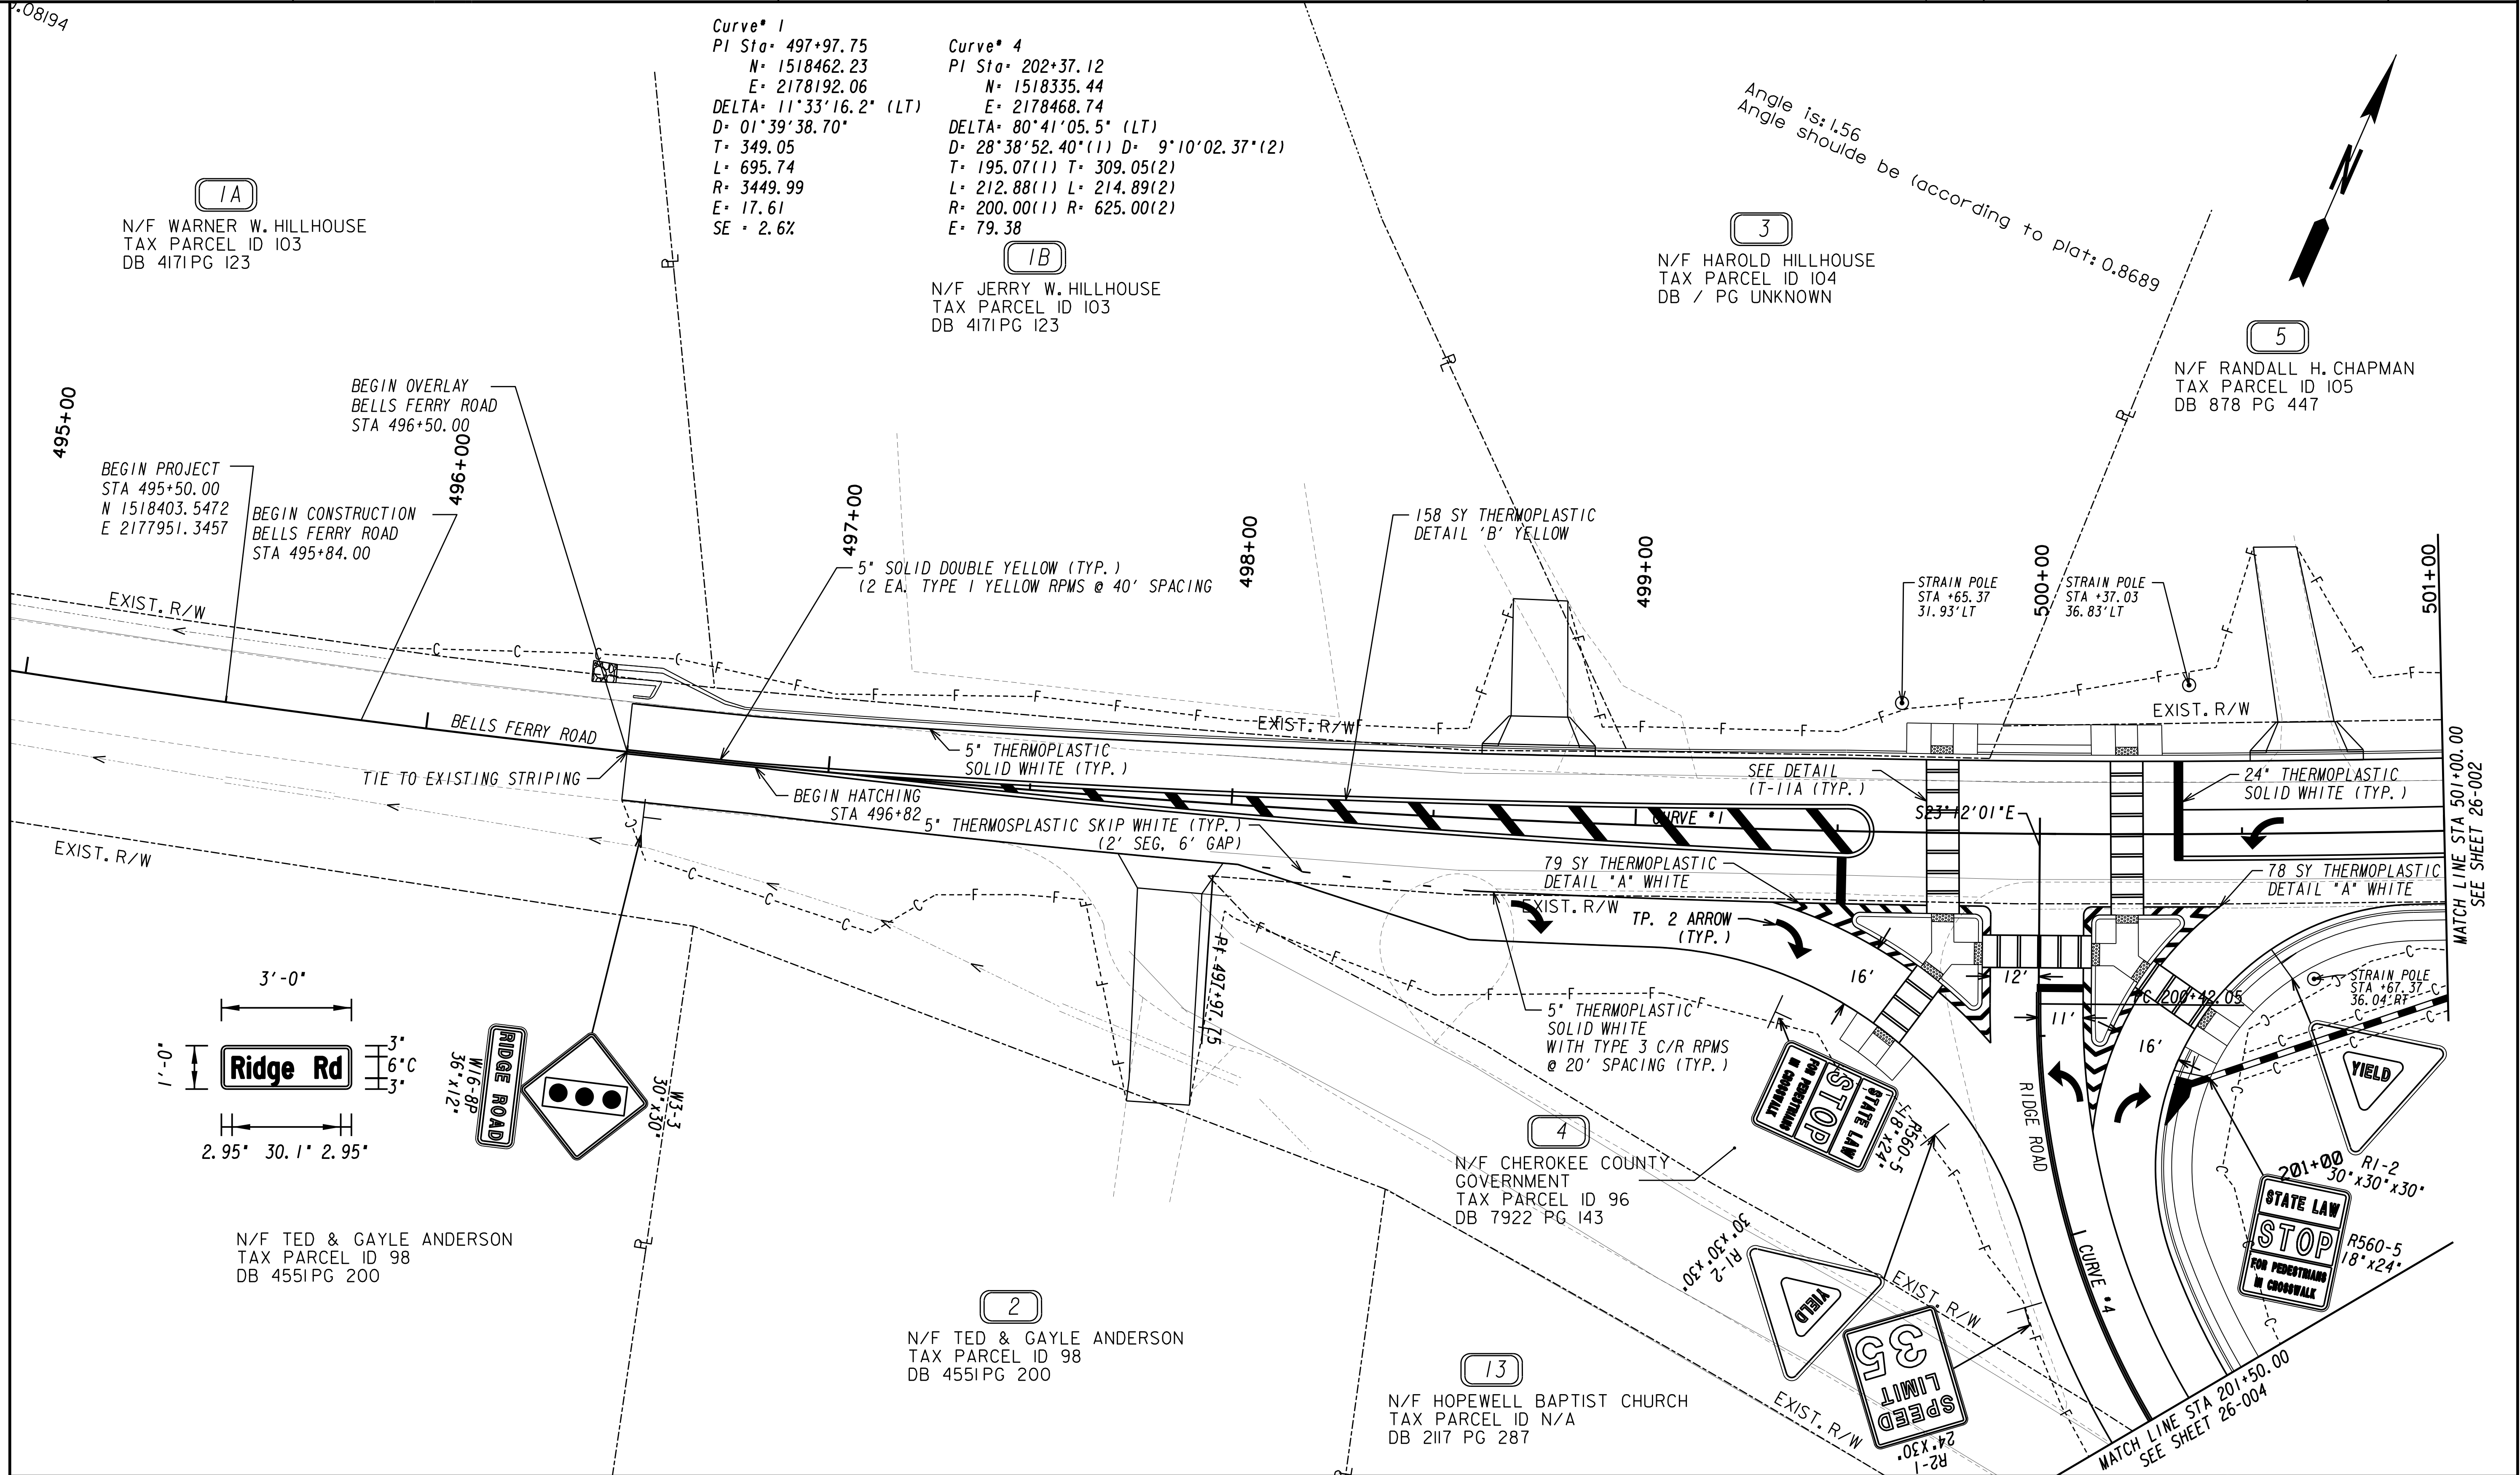 0.08194
Curve# 1
PI Sta= 497+97.75
N= 1518462.23
E= 2178192.06
DELTA= 11°33'16.2" (LT)
D= 01°39'38.70"
T= 349.05
L= 695.74
R= 3449.99
E= 17.61
SE = 2.6%
Curve# 4
PI Sta= 202+37.12
N= 1518335.44
E= 2178468.74
DELTA= 80°41'05.5" (LT)
D= 28°38'52.40"(1) D= 9°10'02.37"(2)
T= 195.07(1) T= 309.05(2)
L= 212.88(1) L= 214.89(2)
R= 200.00(1) R= 625.00(2)
E= 79.38
Angle is:1.56
Angle shoulde be (according to plat: 0.8689
N
1A
N/F WARNER W. HILLHOUSE
TAX PARCEL ID 103
DB 4171 PG 123
1B
N/F JERRY W. HILLHOUSE
TAX PARCEL ID 103
DB 4171 PG 123
3
N/F HAROLD HILLHOUSE
TAX PARCEL ID 104
DB / PG UNKNOWN
5
N/F RANDALL H. CHAPMAN
TAX PARCEL ID 105
DB 878 PG 447
495+00
496+00
497+00
498+00
499+00
500+00
501+00
BEGIN OVERLAY
BELLS FERRY ROAD
STA 496+50.00
BEGIN PROJECT
STA 495+50.00
N 1518403.5472
E 2177951.3457
BEGIN CONSTRUCTION
BELLS FERRY ROAD
STA 495+84.00
5" SOLID DOUBLE YELLOW (TYP.)
(2 EA. TYPE 1 YELLOW RPMS @ 40' SPACING
158 SY THERMOPLASTIC
DETAIL 'B' YELLOW
STRAIN POLE
STA +65.37
31.93'LT
STRAIN POLE
STA +37.03
36.83'LT
EXIST. R/W
EXIST. R/W
EXIST. R/W
BELLS FERRY ROAD
TIE TO EXISTING STRIPING
5" THERMOPLASTIC
SOLID WHITE (TYP.)
BEGIN HATCHING
STA 496+82
5" THERMOSPLASTIC SKIP WHITE (TYP.)
(2' SEG, 6' GAP)
CURVE #1
SEE DETAIL
(T-11A (TYP.)
S23°12'01"E
24" THERMOPLASTIC
SOLID WHITE (TYP.)
79 SY THERMOPLASTIC
DETAIL "A" WHITE
78 SY THERMOPLASTIC
DETAIL "A" WHITE
MATCH LINE STA 501+00.00
SEE SHEET 26-002
EXIST. R/W
EXIST. R/W
TP. 2 ARROW
(TYP.)
PI 497+97.75
5" THERMOPLASTIC
SOLID WHITE
WITH TYPE 3 C/R RPMS
@ 20' SPACING (TYP.)
16'
12'
11'
16'
PC 200+42.05
STRAIN POLE
STA +67.37
36.04'RT
3'-0"
1'-0"
Ridge Rd
3"
6"C
3"
2.95" 30.1" 2.95"
RIDGE ROAD
W16-8P
36"x12"
W3-3
30"x30"
STATE LAW
STOP
FOR PEDESTRIANS
IN CROSSWALK
R560-5
18"x24"
RIDGE ROAD
YIELD
R1-2
30"x30"x30"
201+00
STATE LAW
STOP
FOR PEDESTRIANS
IN CROSSWALK
R560-5
18"x24"
4
N/F CHEROKEE COUNTY
GOVERNMENT
TAX PARCEL ID 96
DB 7922 PG 143
N/F TED & GAYLE ANDERSON
TAX PARCEL ID 98
DB 4551 PG 200
2
N/F TED & GAYLE ANDERSON
TAX PARCEL ID 98
DB 4551 PG 200
13
N/F HOPEWELL BAPTIST CHURCH
TAX PARCEL ID N/A
DB 2117 PG 287
R1-2
30"x30"x30"
YIELD
SPEED
LIMIT
35
R2-1
24"x30"
EXIST. R/W
EXIST. R/W
CURVE #4
MATCH LINE STA 201+50.00
SEE SHEET 26-004